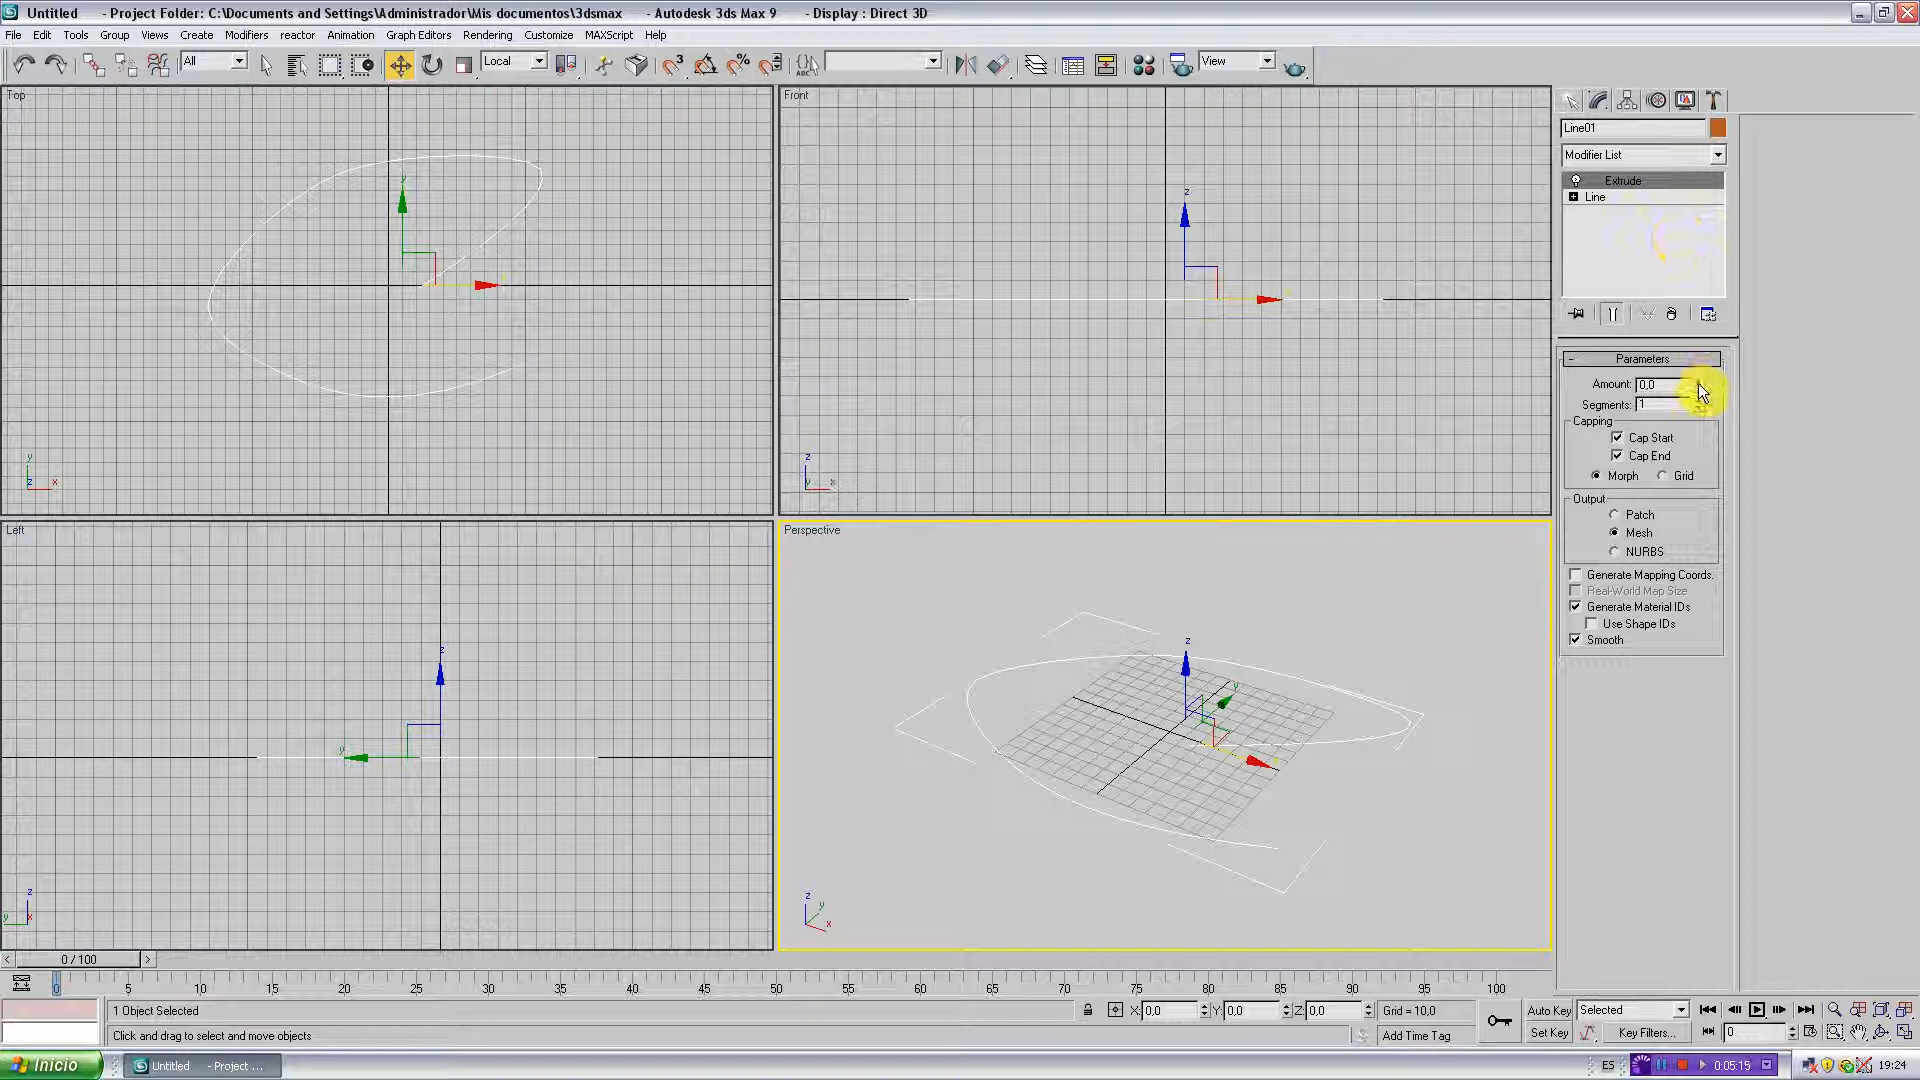 Untitled - Project Folder: C:\Documents and Settings\Administrador\Mis documentos\3dsmax - Autodesk 3ds Max 9 - Display : Direct 3D
File Edit Tools Group Views Create Modifiers reactor Animation Graph Editors Rendering Customize MAXScript Help
All Local View
Top Front
Line01
Modifier List
Extrude
Line
Parameters
Amount: 0,0
Segments: 1
Capping
Cap Start
Cap End
Morph Grid
Output
Patch
Mesh
NURBS
Generate Mapping Coords.
Real-World Map Size
Generate Material IDs
Use Shape IDs
Smooth
Left Perspective
0 / 100
0 5 10 15 20 25 30 35 40 45 50 55 60 65 70 75 80 85 90 95 100
1 Object Selected X: 0,0 Y: 0,0 Z: 0,0 Grid = 10,0 Auto Key Selected
Click and drag to select and move objects Add Time Tag Set Key Key Filters... 0
Inicio Untitled - Project ... ES 0:05:15 19:24